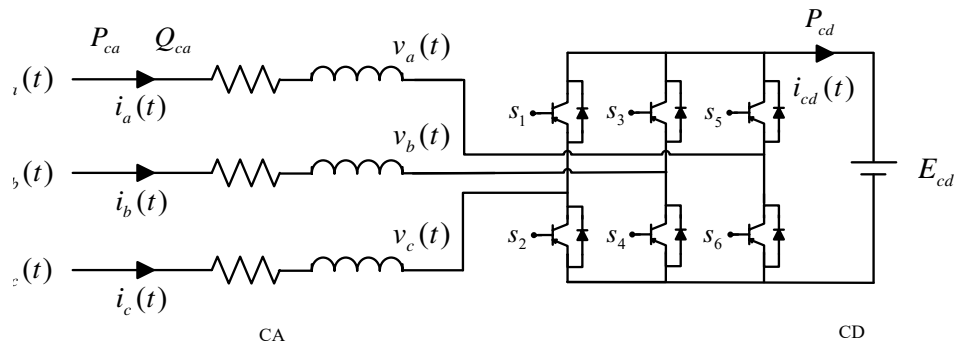 P_ca Q_ca
v_a(t)
P_cd
(t)
i_a(t)
i_cd(t)
s_1 s_3 s_5
v_b(t)
b(t)
E_cd
i_b(t)
v_c(t)
s_2 s_4 s_6
c(t)
i_c(t)
CA
CD